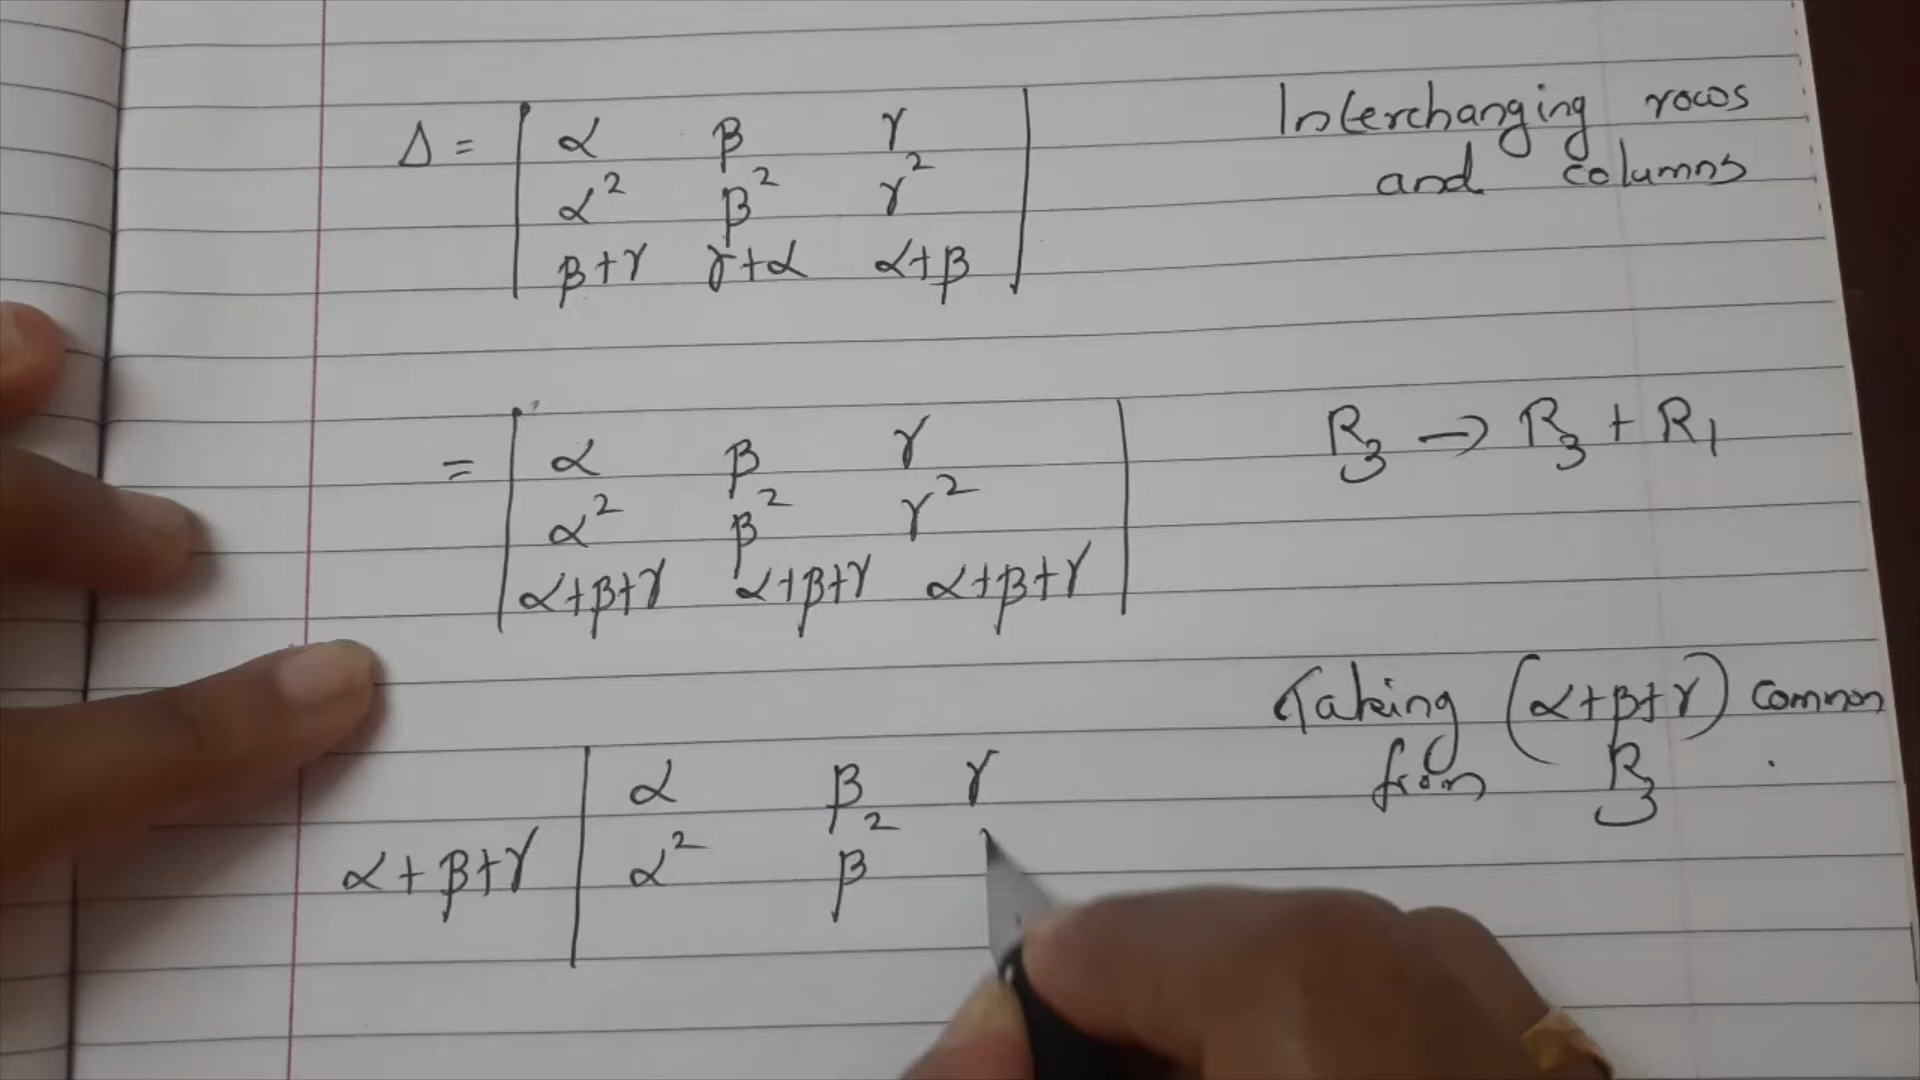 Δ = | α β γ | Interchanging rows
| α² β² γ² | and columns
| β+γ γ+α α+β |
= | α β γ | R₃ → R₃ + R₁
| α² β² γ² |
| α+β+γ α+β+γ α+β+γ |
Taking (α+β+γ) common
from R₃ .
| α β γ
α+β+γ | α² β²